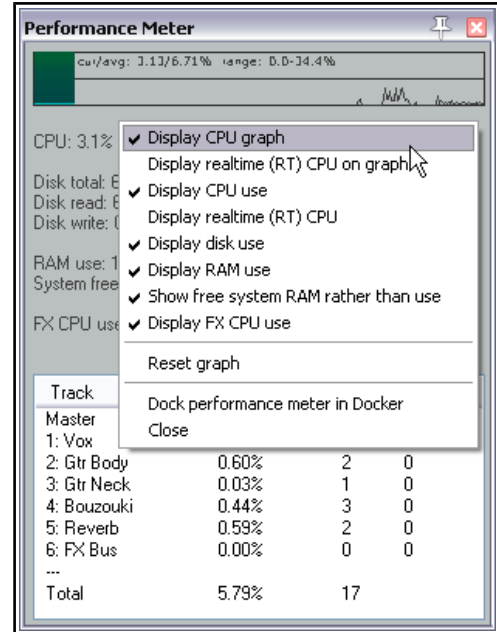 Performance Meter
cur/avg: 3.13/6.71% range: 0.0-34.4%
CPU: 3.1%
Display CPU graph
Display realtime (RT) CPU on graph
Disk total:
Display CPU use
Disk read:
Disk write:
Display realtime (RT) CPU
Display disk use
RAM use: 1
Display RAM use
System free
Show free system RAM rather than use
FX CPU use
Display FX CPU use
Reset graph
Track
Dock performance meter in Docker
Master
Close
1: Vox
2: Gtr Body 0.60% 2 0
3: Gtr Neck 0.03% 1 0
4: Bouzouki 0.44% 3 0
5: Reverb 0.59% 2 0
6: FX Bus 0.00% 0 0
---
Total 5.79% 17